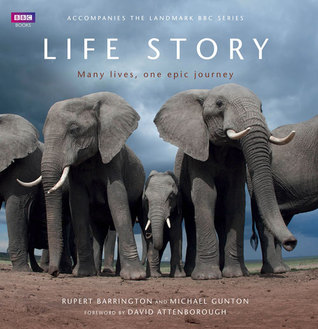 ACCOMPANIES THE LANDMARK BBC SERIES
BBC
BOOKS
LIFE STORY
Many lives, one epic journey
RUPERT BARRINGTON AND MICHAEL GUNTON
FOREWORD BY DAVID ATTENBOROUGH